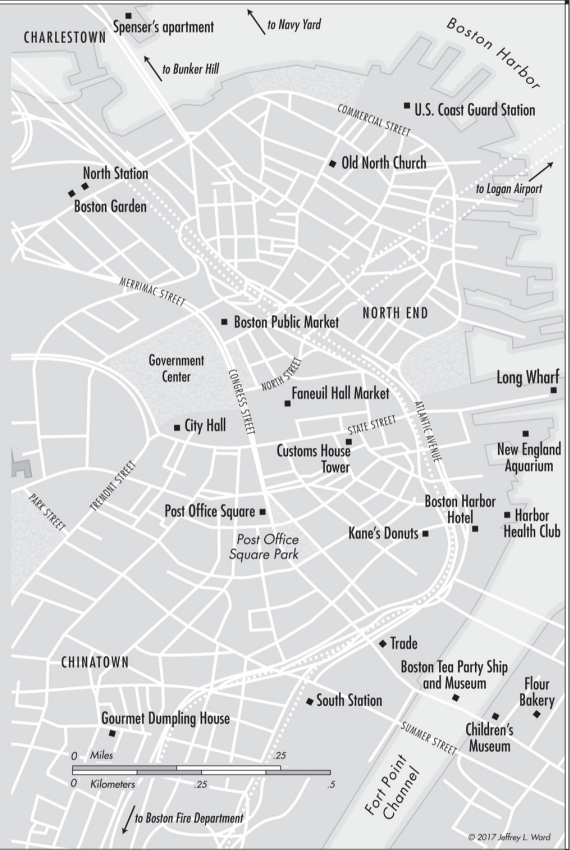 Spenser's apartment
CHARLESTOWN
to Navy Yard
Boston Harbor
to Bunker Hill
COMMERCIAL STREET
U.S. Coast Guard Station
Old North Church
North Station
Boston Garden
to Logan Airport
MERRIMAC STREET
Boston Public Market
NORTH END
Government
Center
NORTH STREET
CONGRESS STREET
Faneuil Hall Market
Long Wharf
ATLANTIC AVENUE
City Hall
STATE STREET
Customs House
Tower
New England
Aquarium
PARK STREET
TREMONT STREET
Post Office Square
Post Office
Square Park
Boston Harbor
Hotel
Harbor
Health Club
Kane's Donuts
Trade
CHINATOWN
Boston Tea Party Ship
and Museum
Flour
Bakery
South Station
Gourmet Dumpling House
Children's
Museum
SUMMER STREET
0 Miles .25
0 Kilometers .25 .5
Fort Point
Channel
to Boston Fire Department
© 2017 Jeffrey L. Ward